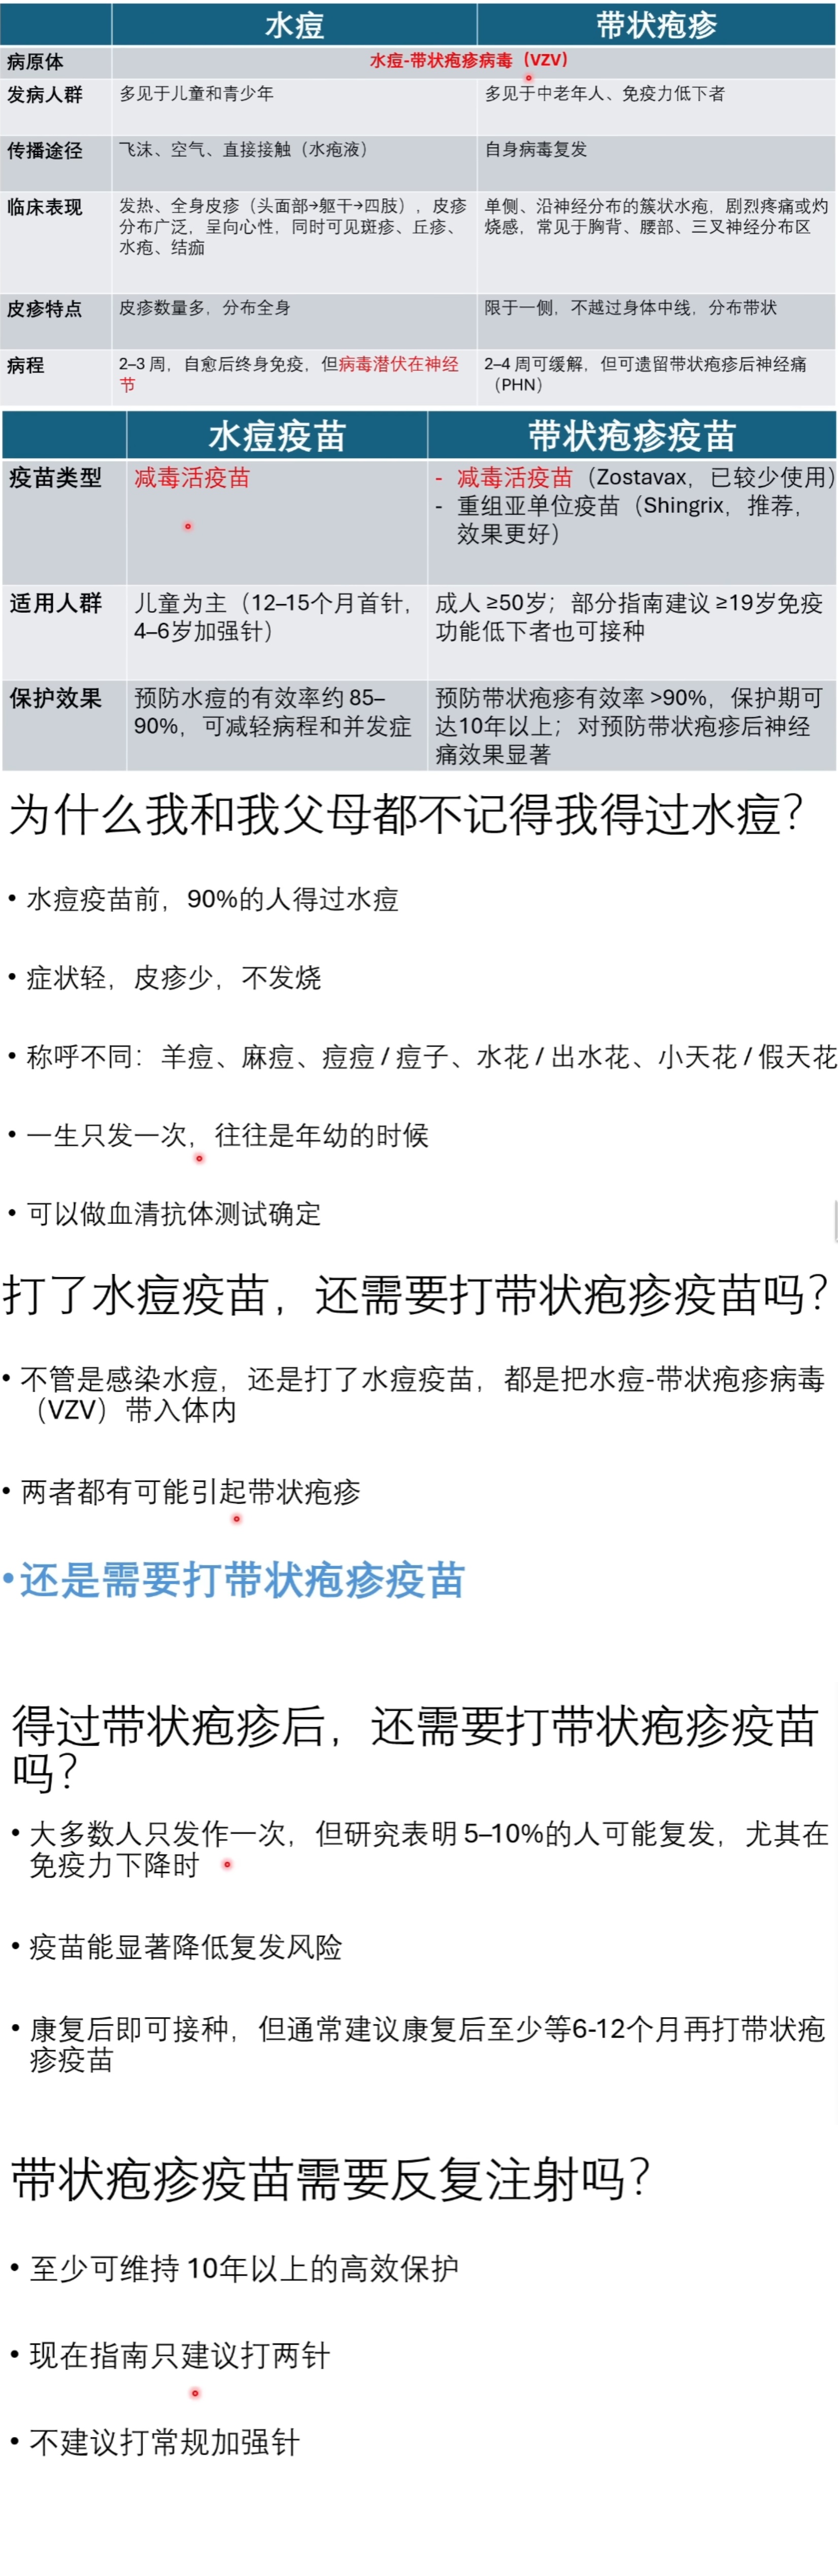 水痘 带状疱疹
病原体 水痘-带状疱疹病毒（VZV）
发病人群 多见于儿童和青少年 多见于中老年人、免疫力低下者
传播途径 飞沫、空气、直接接触（水疱液） 自身病毒复发
临床表现 发热、全身皮疹（头面部→躯干→四肢），皮疹 单侧、沿神经分布的簇状水疱，剧烈疼痛或灼
分布广泛，呈向心性，同时可见斑疹、丘疹、 烧感，常见于胸背、腰部、三叉神经分布区
水疱、结痂
皮疹特点 皮疹数量多，分布全身 限于一侧，不越过身体中线，分布带状
病程 2–3 周，自愈后终身免疫，但病毒潜伏在神经 2–4 周可缓解，但可遗留带状疱疹后神经痛
节 （PHN）
水痘疫苗 带状疱疹疫苗
疫苗类型 减毒活疫苗 - 减毒活疫苗（Zostavax，已较少使用）
- 重组亚单位疫苗（Shingrix，推荐，
效果更好）
适用人群 儿童为主（12–15个月首针， 成人 ≥50岁；部分指南建议 ≥19岁免疫
4–6岁加强针） 功能低下者也可接种
保护效果 预防水痘的有效率约 85– 预防带状疱疹有效率 >90%，保护期可
90%，可减轻病程和并发症 达10年以上；对预防带状疱疹后神经
痛效果显著
为什么我和我父母都不记得我得过水痘？
• 水痘疫苗前，90%的人得过水痘
• 症状轻，皮疹少，不发烧
• 称呼不同：羊痘、麻痘、痘痘 / 痘子、水花 / 出水花、小天花 / 假天花
• 一生只发一次，往往是年幼的时候
• 可以做血清抗体测试确定
打了水痘疫苗，还需要打带状疱疹疫苗吗？
• 不管是感染水痘，还是打了水痘疫苗，都是把水痘-带状疱疹病毒
（VZV）带入体内
• 两者都有可能引起带状疱疹
• 还是需要打带状疱疹疫苗
得过带状疱疹后，还需要打带状疱疹疫苗
吗？
• 大多数人只发作一次，但研究表明 5–10%的人可能复发，尤其在
免疫力下降时
• 疫苗能显著降低复发风险
• 康复后即可接种，但通常建议康复后至少等6-12个月再打带状疱
疹疫苗
带状疱疹疫苗需要反复注射吗？
• 至少可维持 10年以上的高效保护
• 现在指南只建议打两针
• 不建议打常规加强针